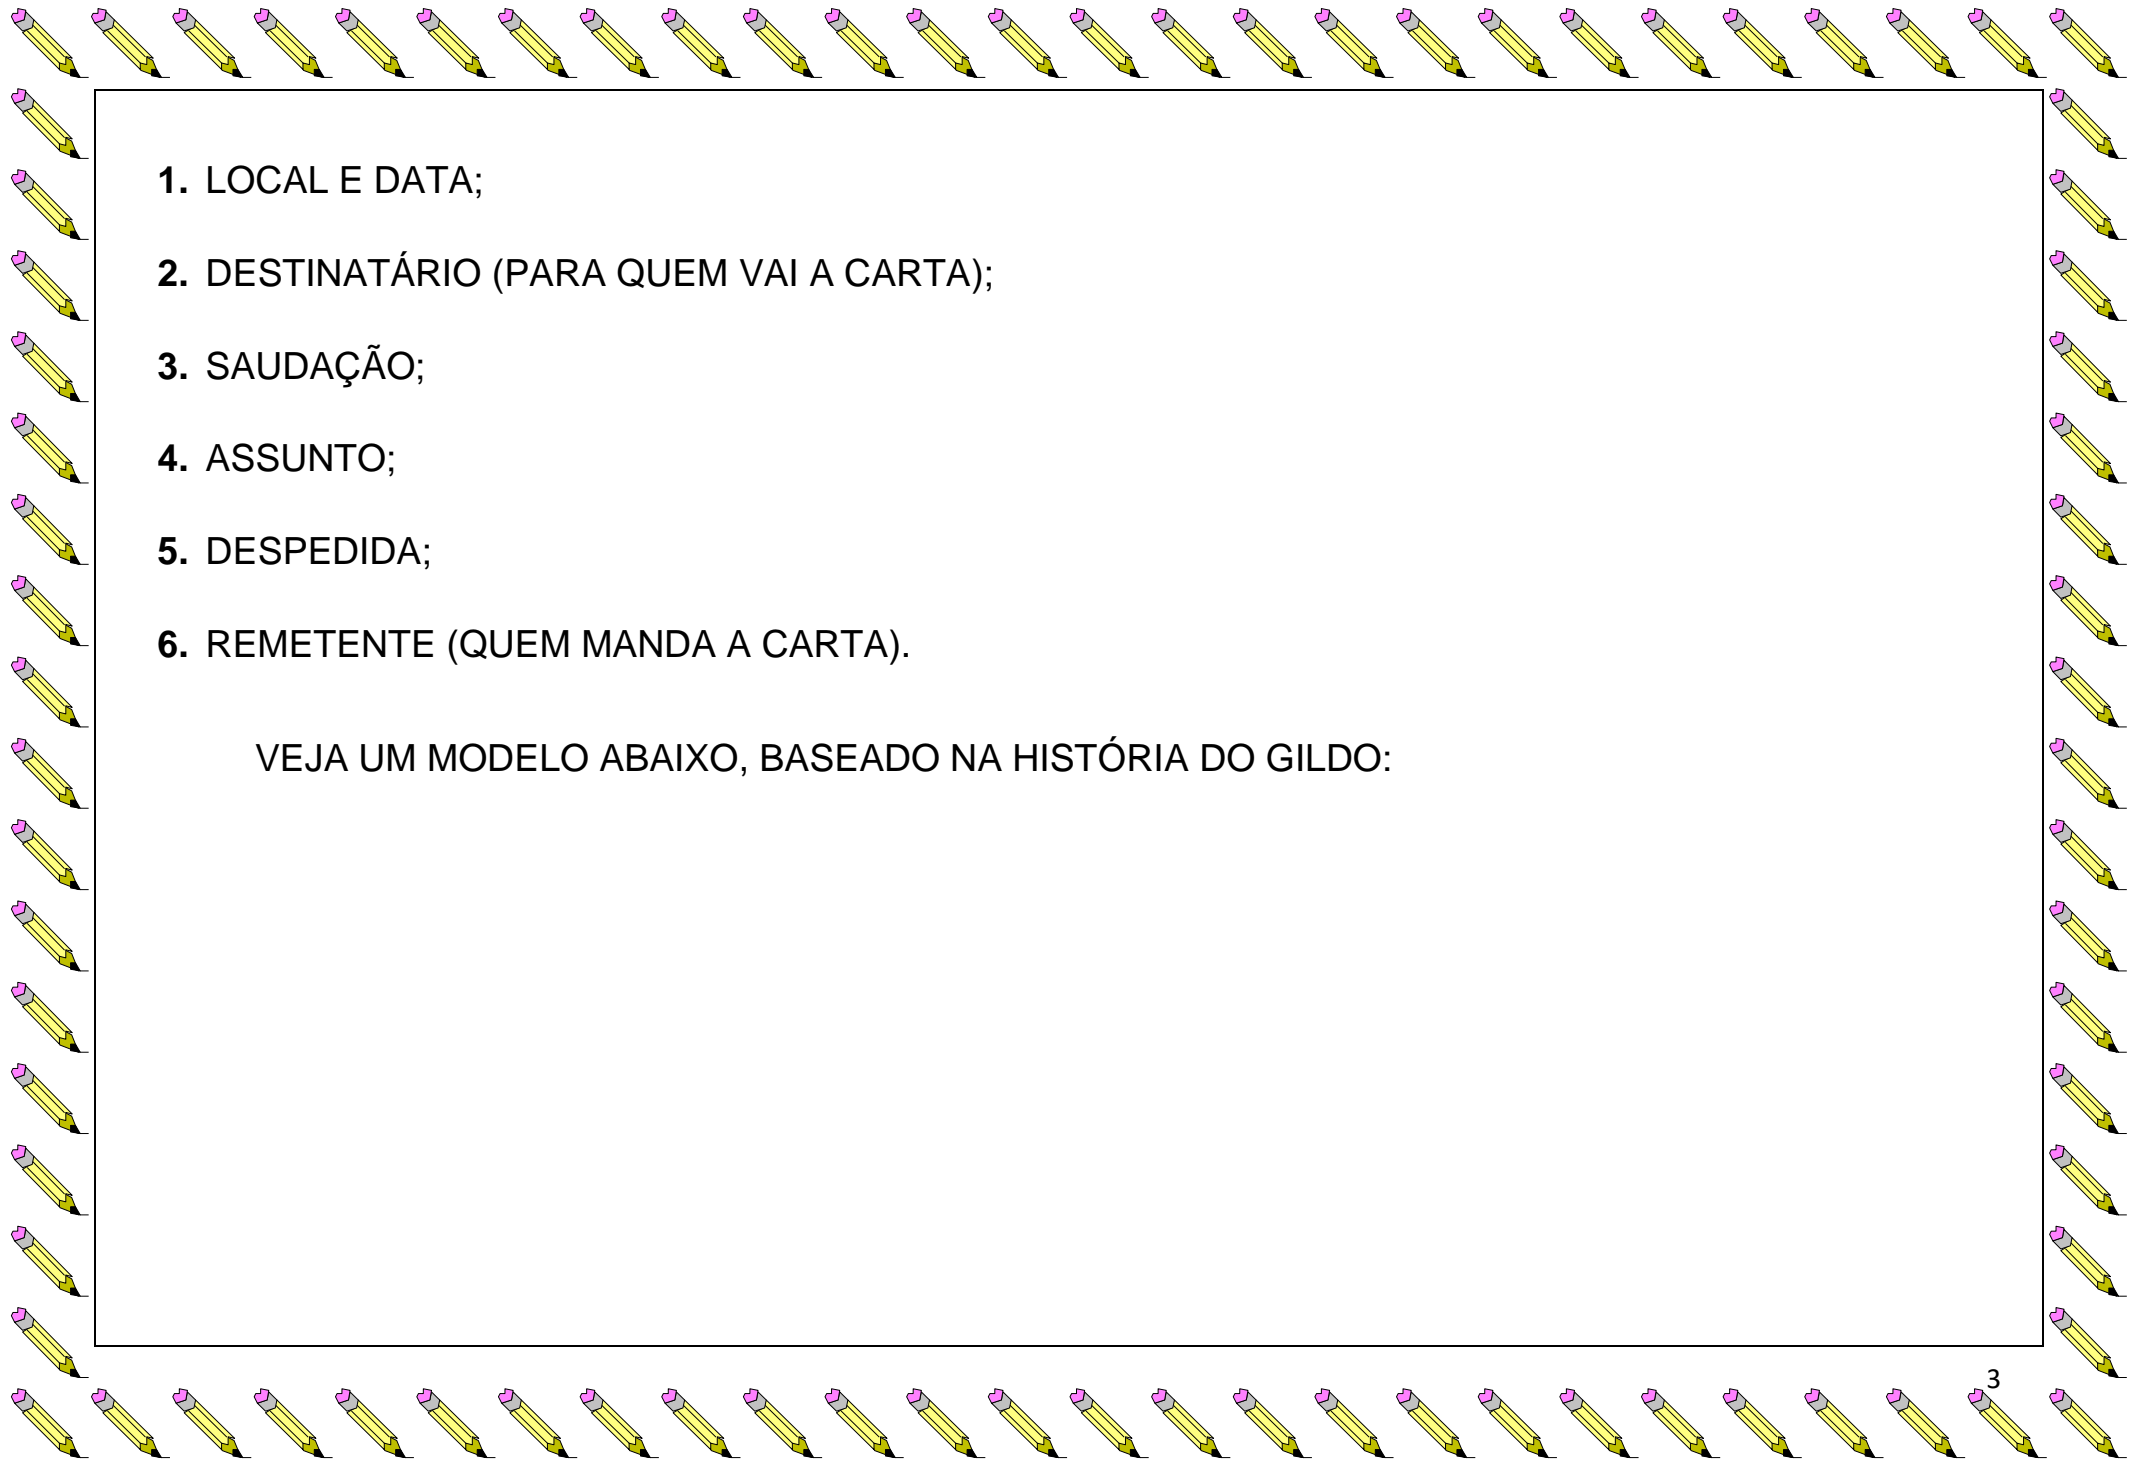 1. LOCAL E DATA;
2. DESTINATÁRIO (PARA QUEM VAI A CARTA);
3. SAUDAÇÃO;
4. ASSUNTO;
5. DESPEDIDA;
6. REMETENTE (QUEM MANDA A CARTA).
VEJA UM MODELO ABAIXO, BASEADO NA HISTÓRIA DO GILDO:
3